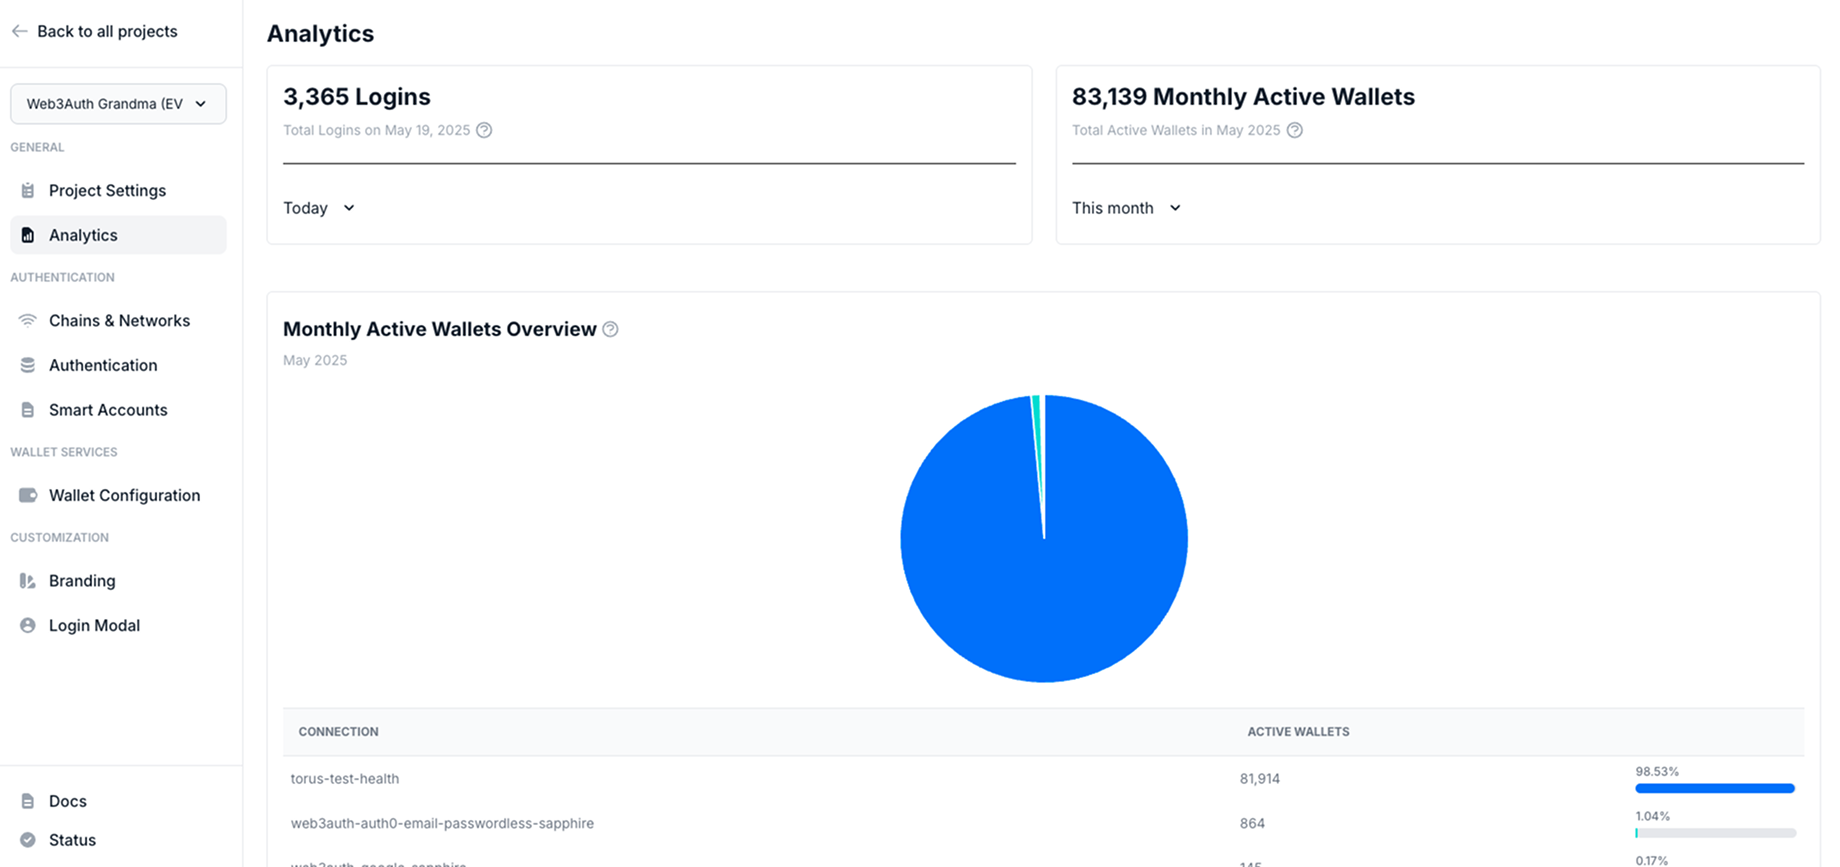 Back to all projects
Web3Auth Grandma (EV
GENERAL
Project Settings
Analytics
AUTHENTICATION
Chains & Networks
Authentication
Smart Accounts
WALLET SERVICES
Wallet Configuration
CUSTOMIZATION
Branding
Login Modal
Docs
Status
Analytics
3,365 Logins
Total Logins on May 19, 2025
Today
83,139 Monthly Active Wallets
Total Active Wallets in May 2025
This month
Monthly Active Wallets Overview
May 2025
CONNECTION ACTIVE WALLETS
torus-test-health 81,914 98.53%
web3auth-auth0-email-passwordless-sapphire 864 1.04%
web3auth-google-sapphire 145 0.17%